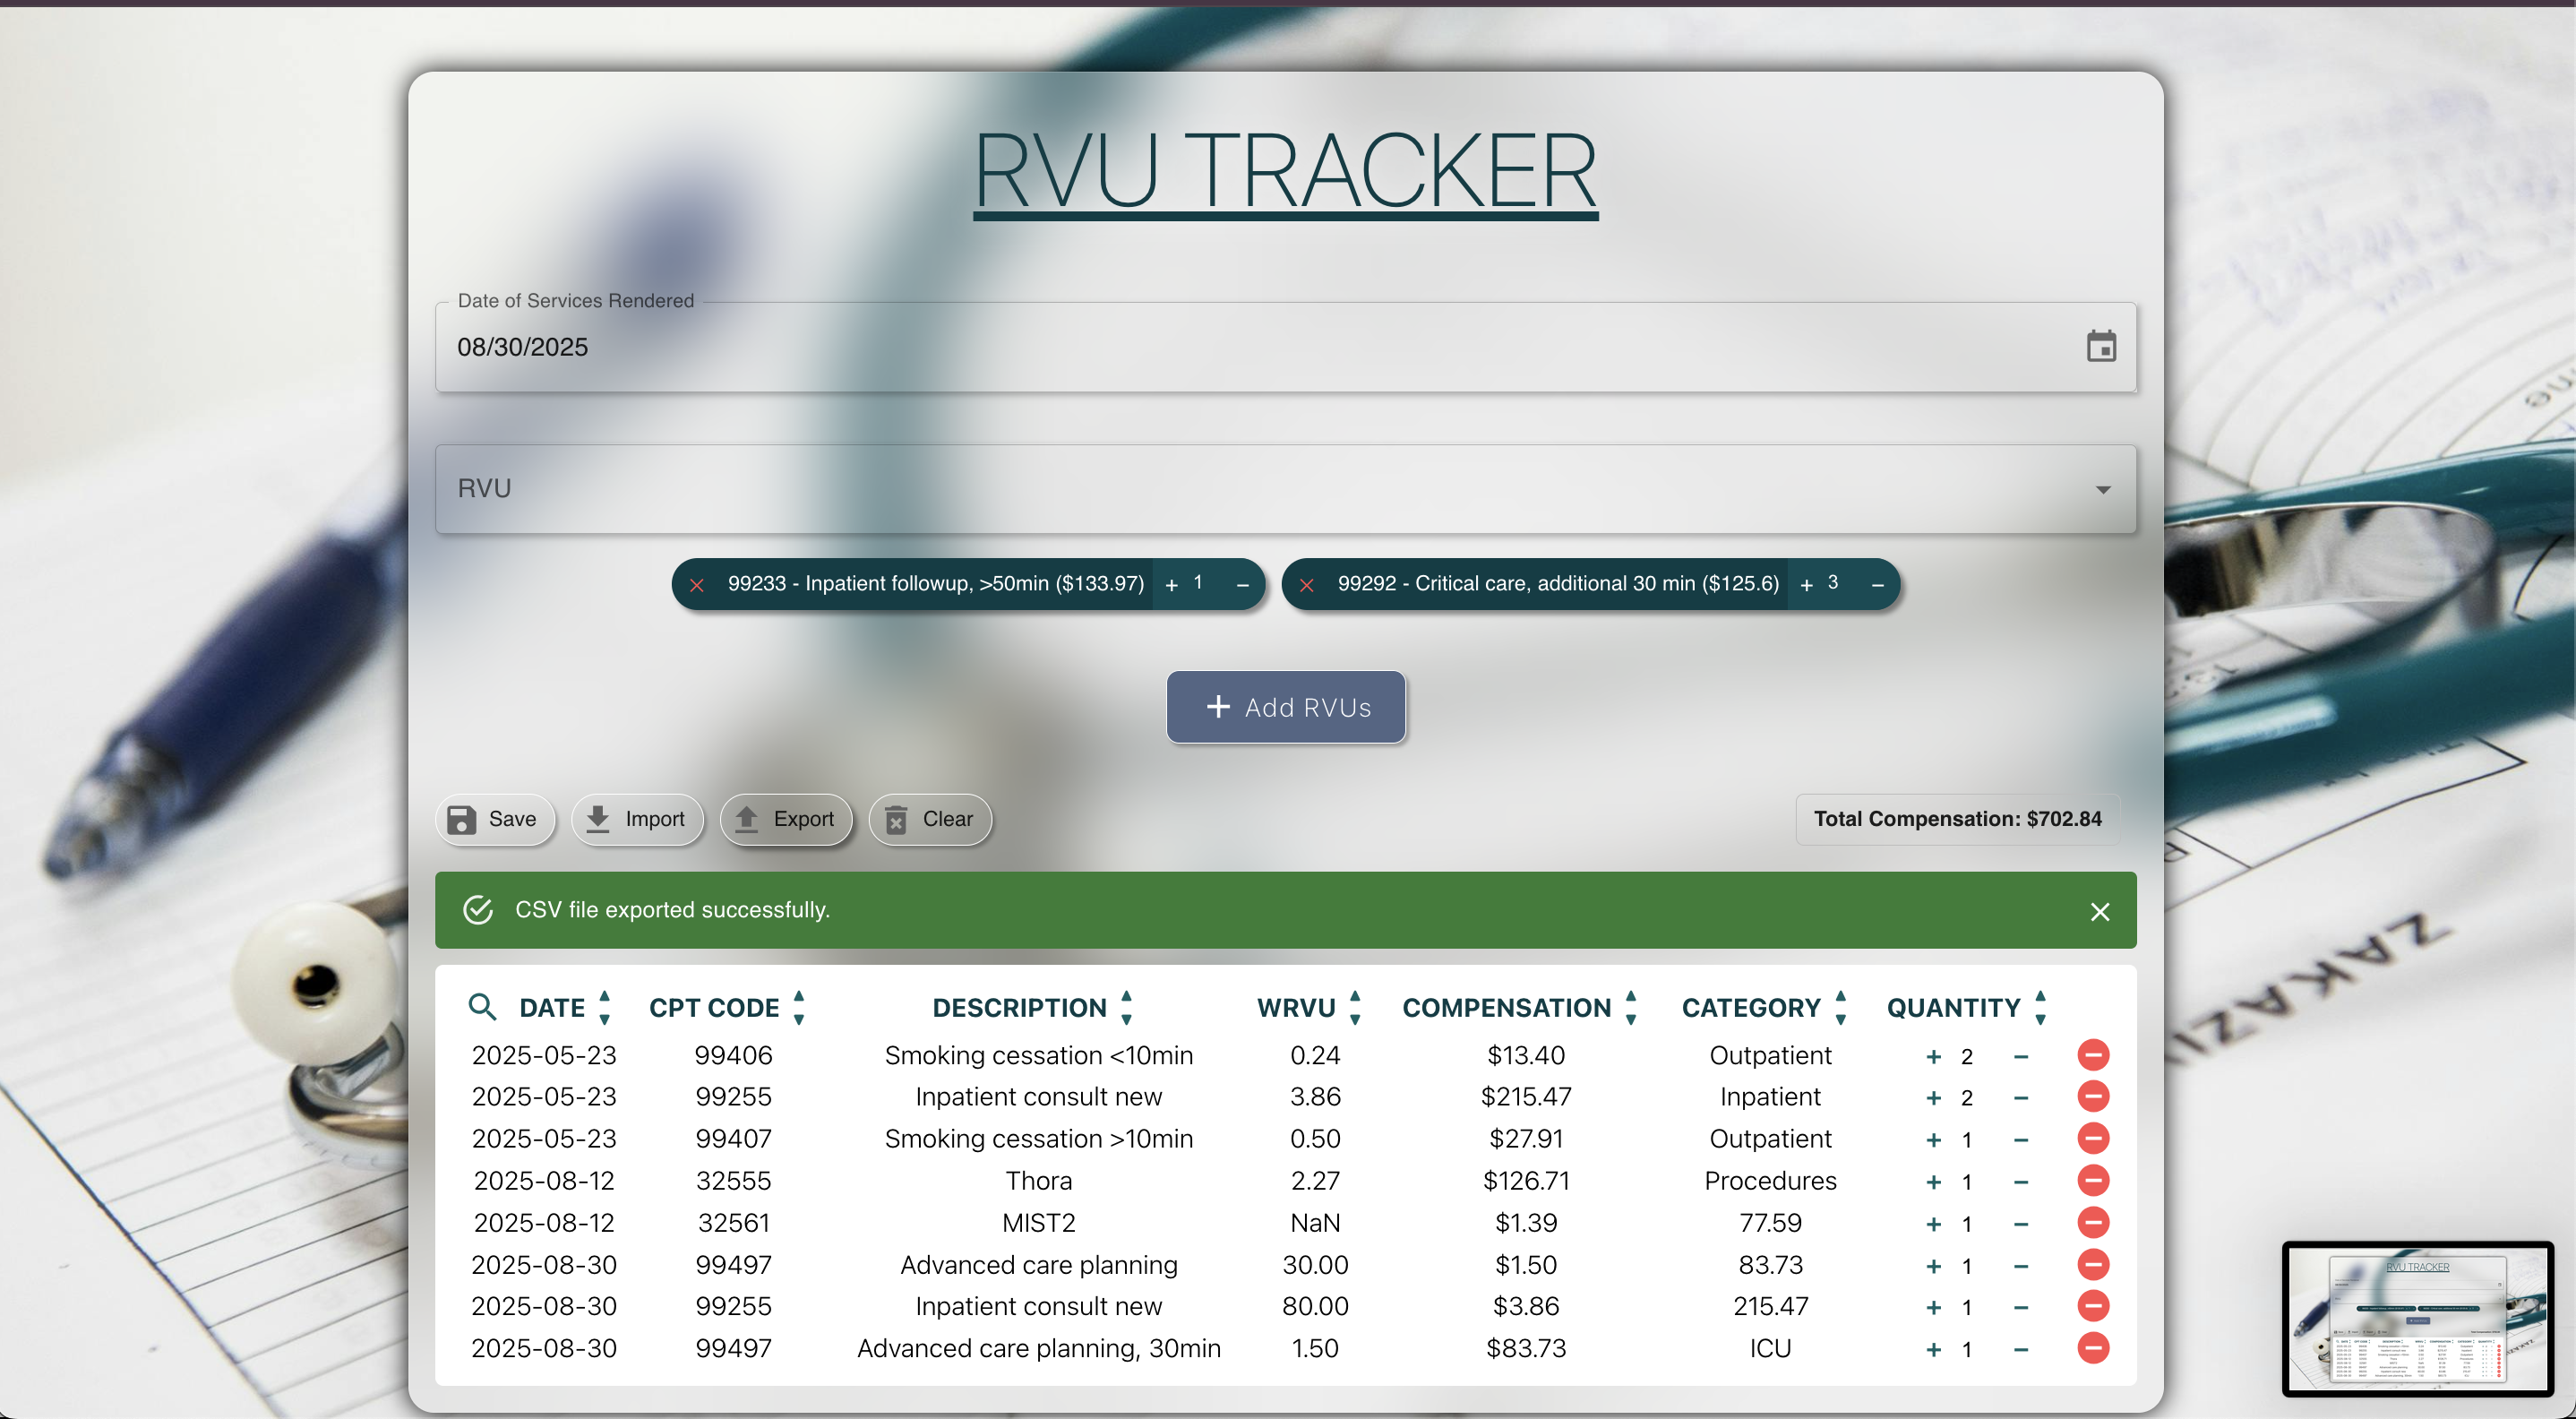 RVU TRACKER
Date of Services Rendered
08/30/2025
RVU
99233 - Inpatient followup, >50min ($133.97) + 1 − 99292 - Critical care, additional 30 min ($125.6) + 3 −
+ Add RVUs
Save Import Export Clear Total Compensation: $702.84
CSV file exported successfully.
DATE CPT CODE DESCRIPTION WRVU COMPENSATION CATEGORY QUANTITY
2025-05-23 99406 Smoking cessation <10min 0.24 $13.40 Outpatient + 2 −
2025-05-23 99255 Inpatient consult new 3.86 $215.47 Inpatient + 2 −
2025-05-23 99407 Smoking cessation >10min 0.50 $27.91 Outpatient + 1 −
2025-08-12 32555 Thora 2.27 $126.71 Procedures + 1 −
2025-08-12 32561 MIST2 NaN $1.39 77.59 + 1 −
2025-08-30 99497 Advanced care planning 30.00 $1.50 83.73 + 1 −
2025-08-30 99255 Inpatient consult new 80.00 $3.86 215.47 + 1 −
2025-08-30 99497 Advanced care planning, 30min 1.50 $83.73 ICU + 1 −
ZAKAZI
RVU TRACKER